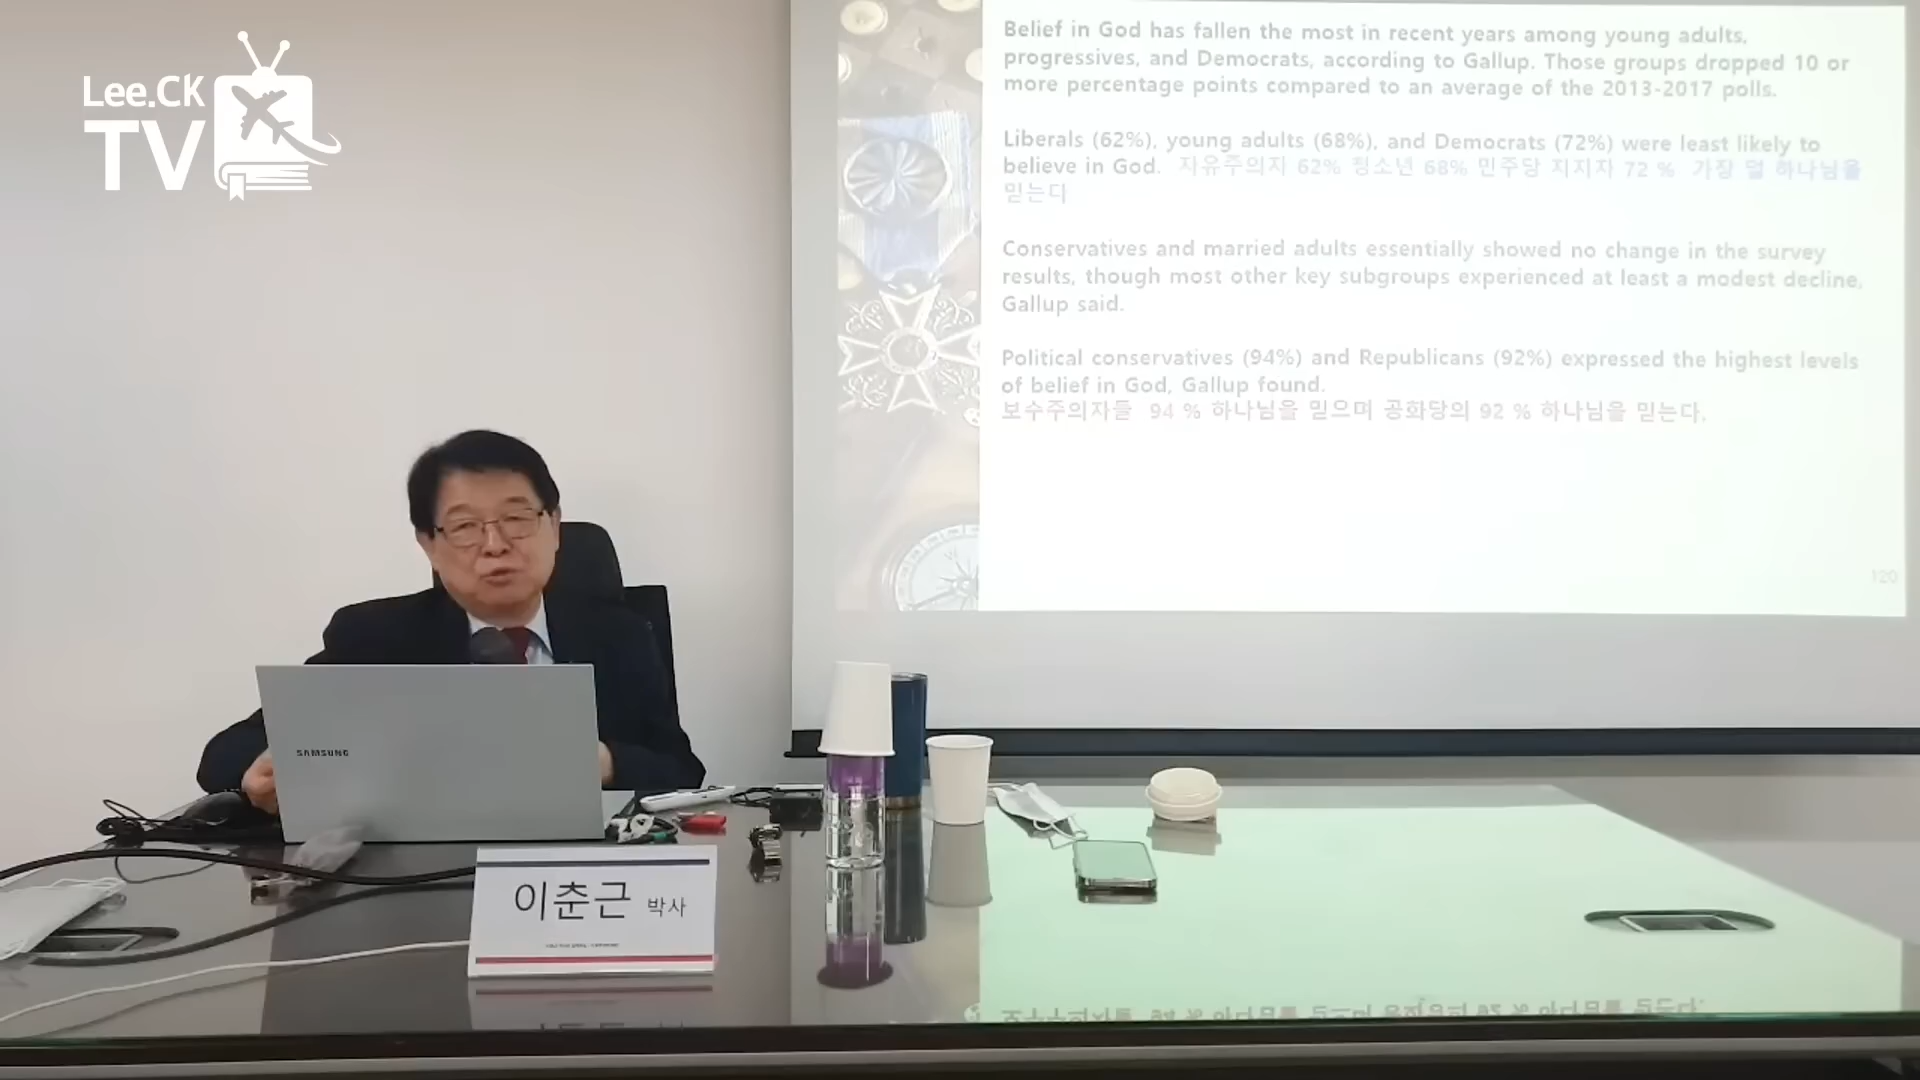 Lee.CK
TV
Belief in God has fallen the most in recent years among young adults,
progressives, and Democrats, according to Gallup. Those groups dropped 10 or
more percentage points compared to an average of the 2013-2017 polls.
Liberals (62%), young adults (68%), and Democrats (72%) were least likely to
believe in God. 자유주의자 62% 청소년 68% 민주당 지지자 72 % 가장 덜 하나님을
믿는다
Conservatives and married adults essentially showed no change in the survey
results, though most other key subgroups experienced at least a modest decline,
Gallup said.
Political conservatives (94%) and Republicans (92%) expressed the highest levels
of belief in God, Gallup found.
보수주의자들 94 % 하나님을 믿으며 공화당의 92 % 하나님을 믿는다.
120
SAMSUNG
이춘근 박사